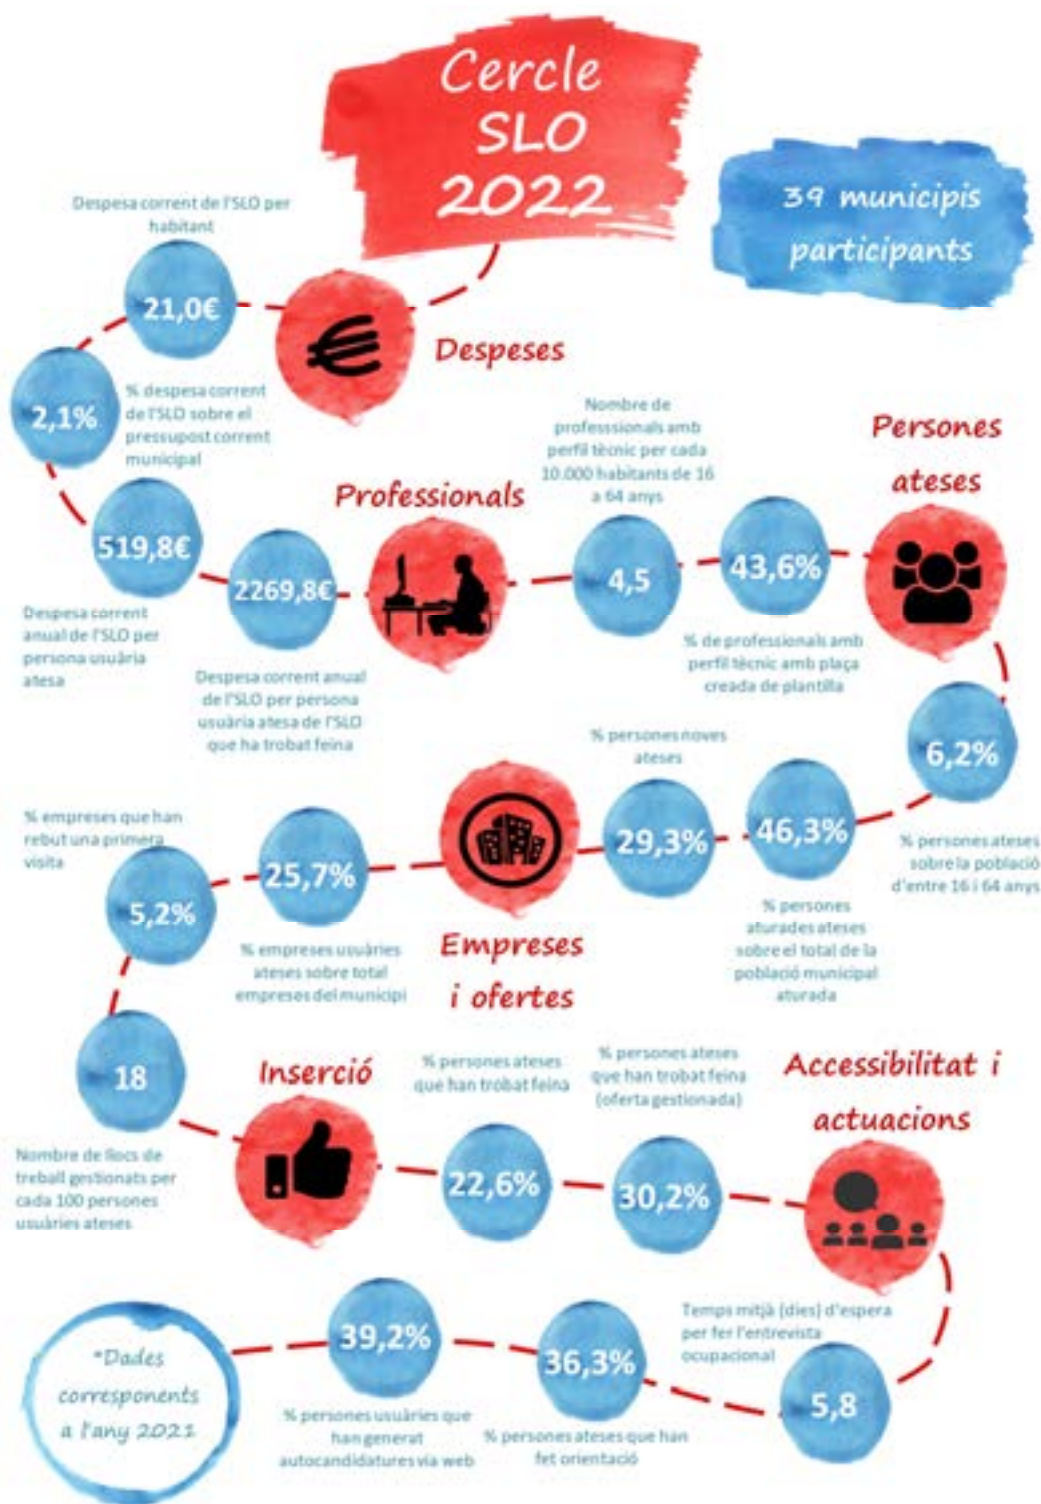 Cercle
SLO
2022
39 municipis
participants
Despesa corrent de l'SLO per
habitant
21,0€
Despeses
2,1%
% despesa corrent
de l'SLO sobre el
pressupost corrent
municipal
519,8€
Despesa corrent
anual de l'SLO per
persona usuària
atesa
2269,8€
Despesa corrent anual
de l'SLO per persona
usuària atesa de l'SLO
que ha trobat feina
Professionals
Nombre de
professsionals amb
perfil tècnic per cada
10.000 habitants de 16
a 64 anys
4,5
43,6%
% de professionals amb
perfil tècnic amb plaça
creada de plantilla
Persones
ateses
6,2%
% persones ateses
sobre la població
d'entre 16 i 64 anys
46,3%
% persones
aturades ateses
sobre el total de la
població municipal
aturada
% persones noves
ateses
29,3%
Empreses
i ofertes
25,7%
% empreses usuàries
ateses sobre total
empreses del municipi
% empreses que han
rebut una primera
visita
5,2%
18
Nombre de llocs de
treball gestionats per
cada 100 persones
usuàries ateses
Inserció
% persones ateses
que han trobat feina
22,6%
% persones ateses
que han trobat feina
(oferta gestionada)
30,2%
Accessibilitat i
actuacions
Temps mitjà (dies) d'espera
per fer l'entrevista
ocupacional
5,8
36,3%
% persones ateses que han
fet orientació
39,2%
% persones usuàries que
han generat
autocandidatures via web
*Dades
corresponents
a l'any 2021